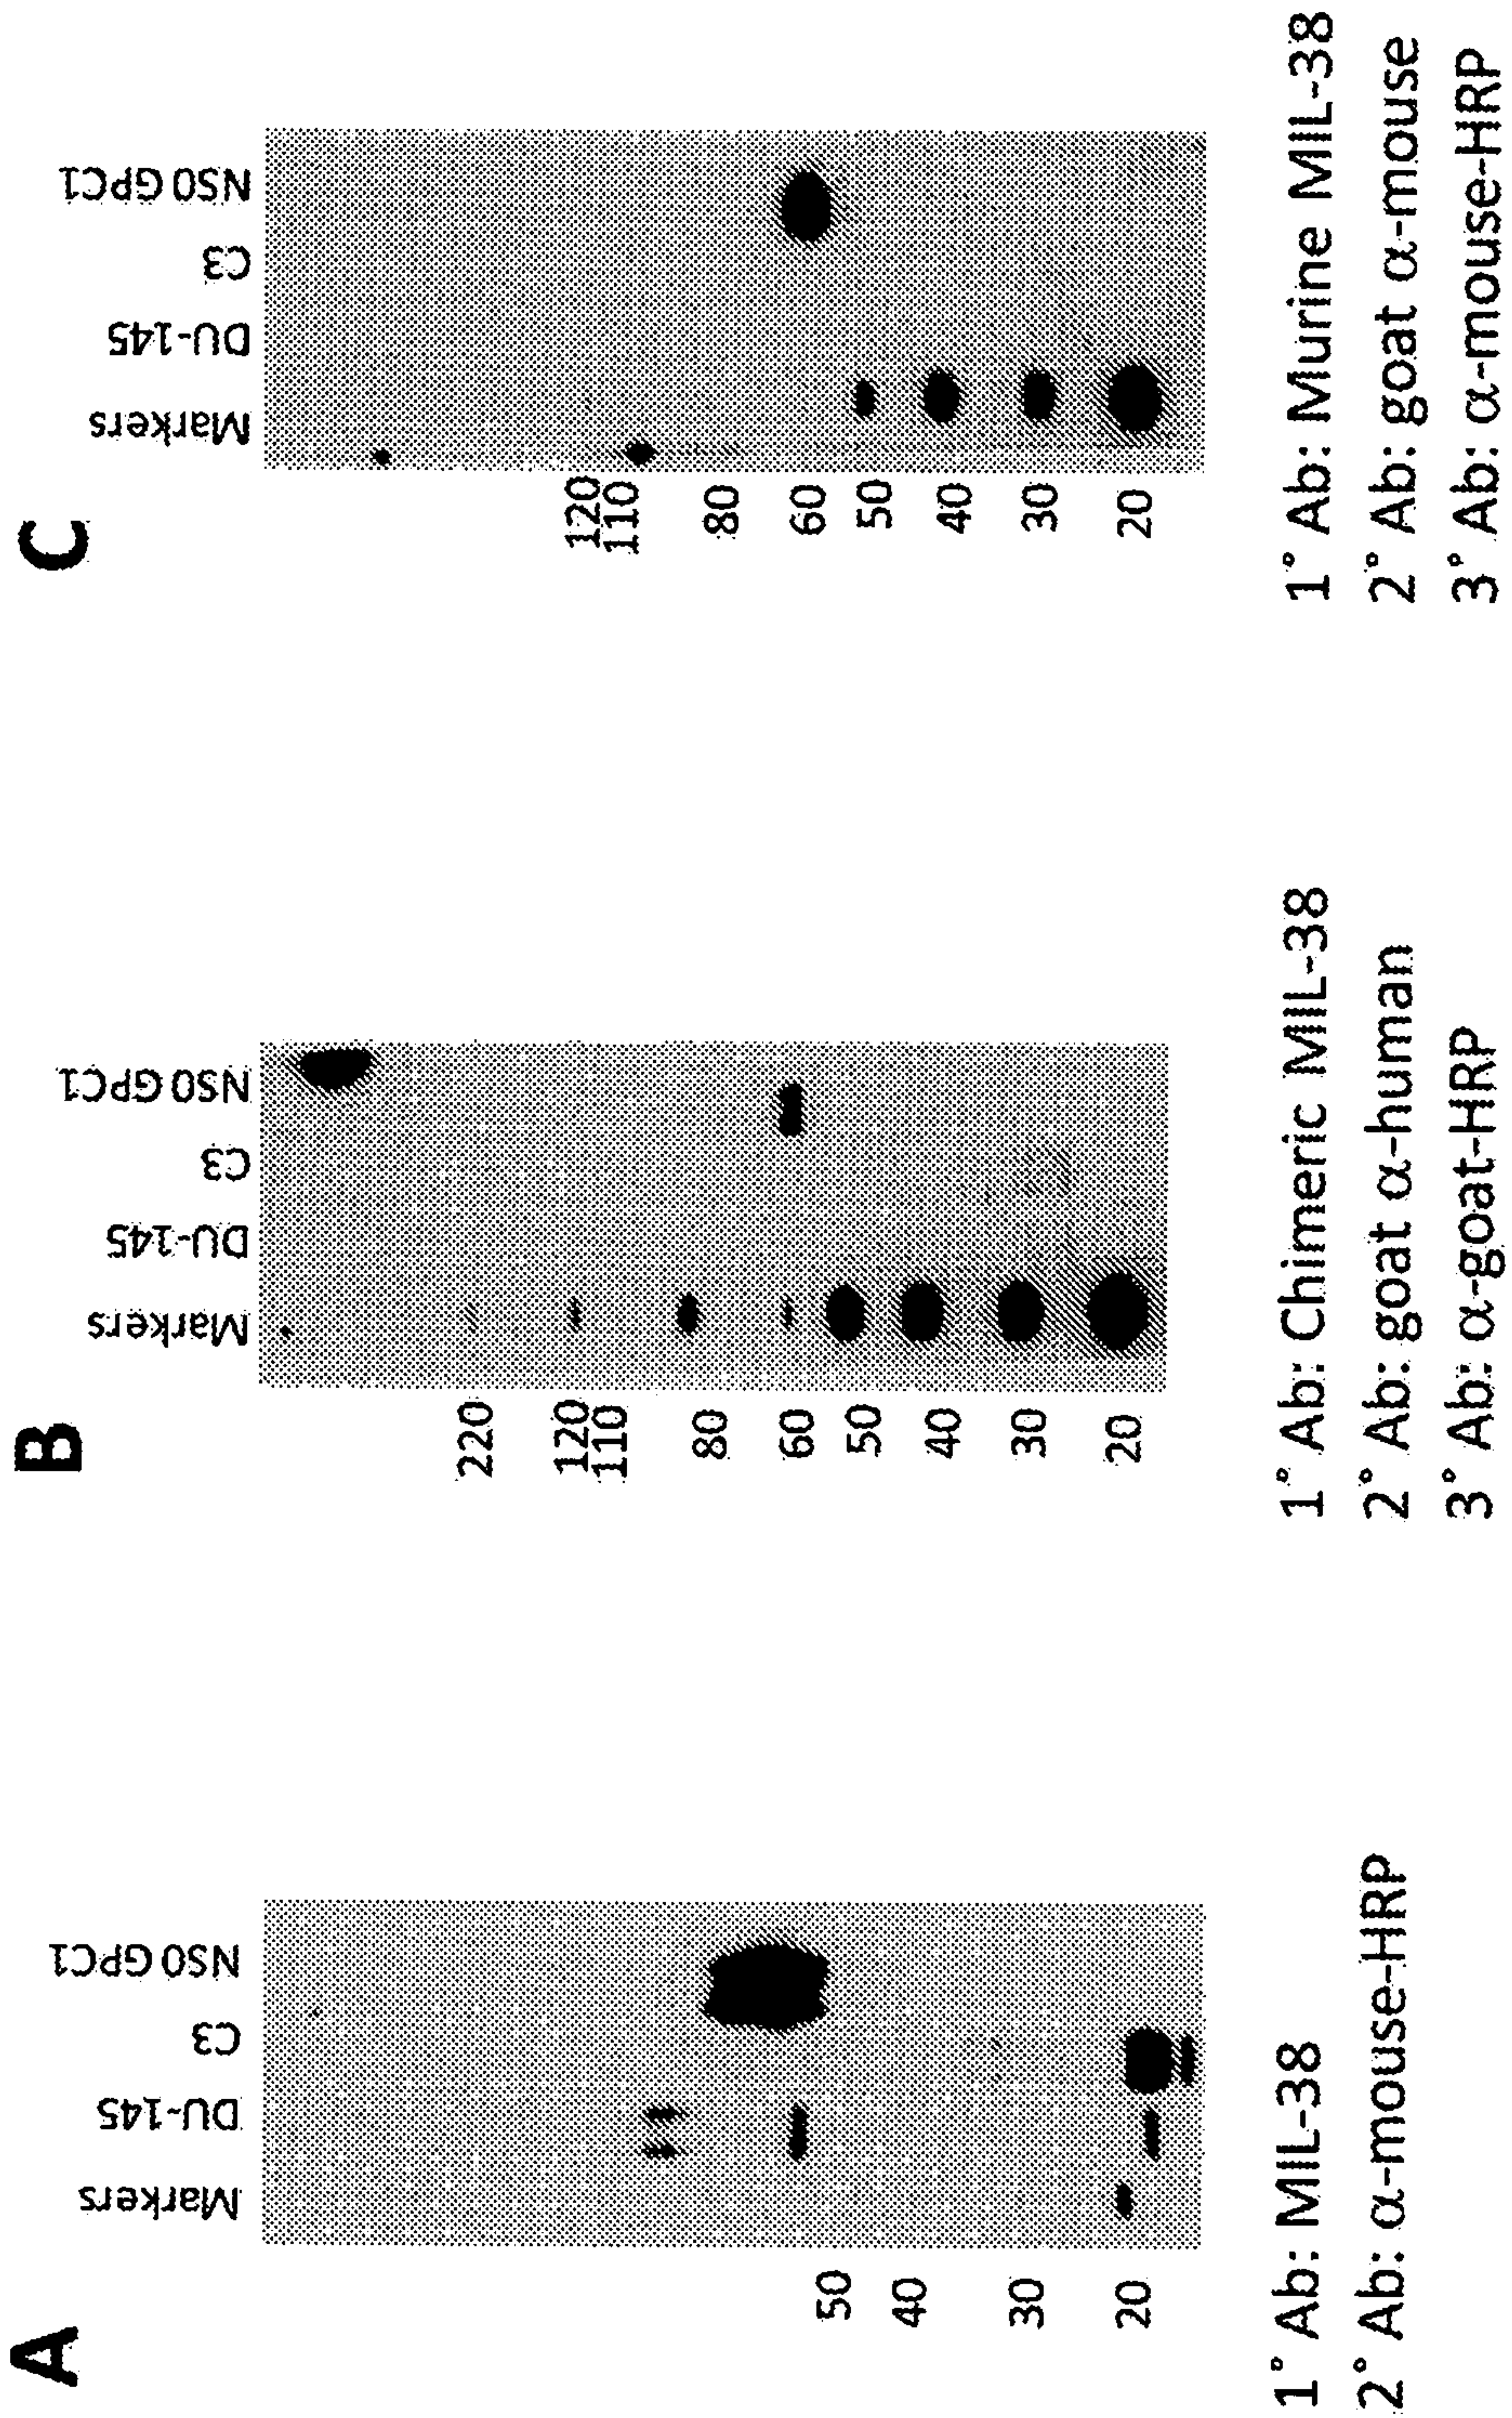 A
Markers
DU-145
C3
NS0 GPC1
50
40
30
20
1° Ab: MIL-38
2° Ab: α-mouse-HRP
B
Markers
DU-145
C3
NS0 GPC1
220
120
110
80
60
50
40
30
20
1° Ab: Chimeric MIL-38
2° Ab: goat α-human
3° Ab: α-goat-HRP
C
Markers
DU-145
C3
NS0 GPC1
120
110
80
60
50
40
30
20
1° Ab: Murine MIL-38
2° Ab: goat α-mouse
3° Ab: α-mouse-HRP